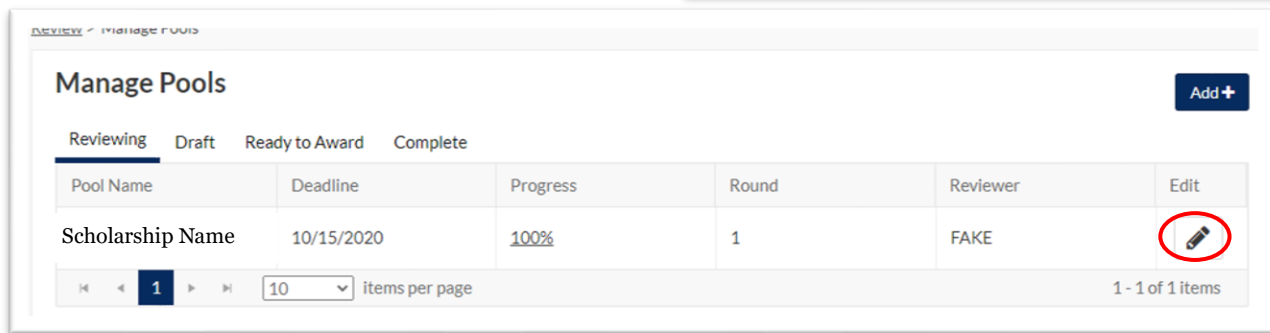 Review > Manage Pools
Manage Pools
Add+
Reviewing Draft Ready to Award Complete
Pool Name Deadline Progress Round Reviewer Edit
Scholarship Name 10/15/2020 100% 1 FAKE
1 10 items per page 1 - 1 of 1 items